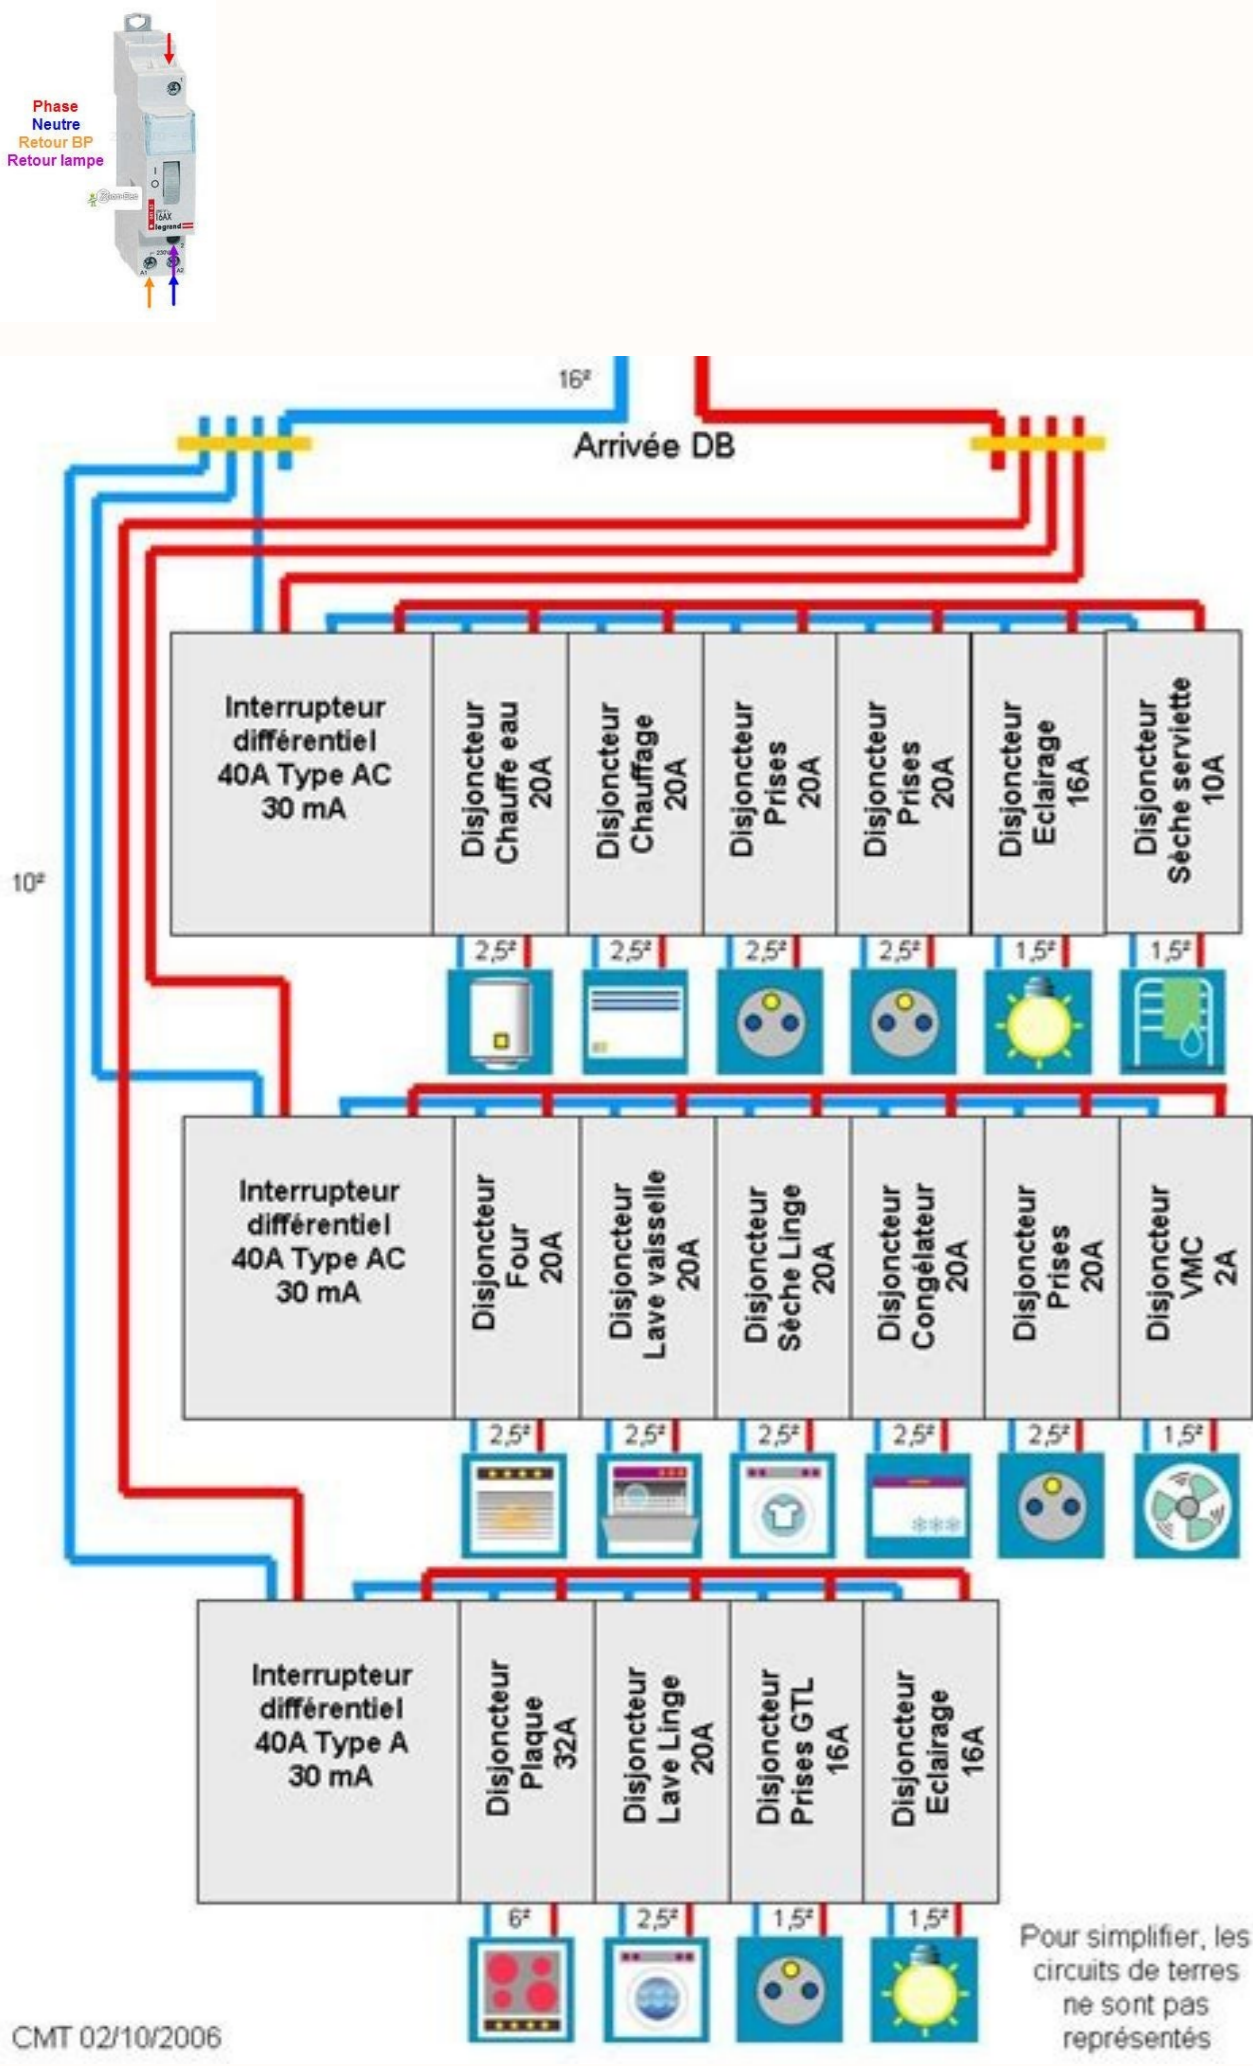 Phase
Neutre
Retour BP
Retour lampe
1
I
O
16AX
legrand
2
230V
A1
A2
16²
Arrivée DB
Interrupteur
différentiel
40A Type AC
30 mA
Disjoncteur
Chauffe eau
20A
Disjoncteur
Chauffage
20A
Disjoncteur
Prises
20A
Disjoncteur
Prises
20A
Disjoncteur
Eclairage
16A
Disjoncteur
Sèche serviette
10A
10²
2,5²
2,5²
2,5²
2,5²
1,5²
1,5²
Interrupteur
différentiel
40A Type AC
30 mA
Disjoncteur
Four
20A
Disjoncteur
Lave vaisselle
20A
Disjoncteur
Sèche Linge
20A
Disjoncteur
Congélateur
20A
Disjoncteur
Prises
20A
Disjoncteur
VMC
2A
2,5²
2,5²
2,5²
2,5²
2,5²
1,5²
Interrupteur
différentiel
40A Type A
30 mA
Disjoncteur
Plaque
32A
Disjoncteur
Lave Linge
20A
Disjoncteur
Prises GTL
16A
Disjoncteur
Eclairage
16A
6²
2,5²
1,5²
1,5²
Pour simplifier, les
circuits de terres
ne sont pas
représentés
CMT 02/10/2006